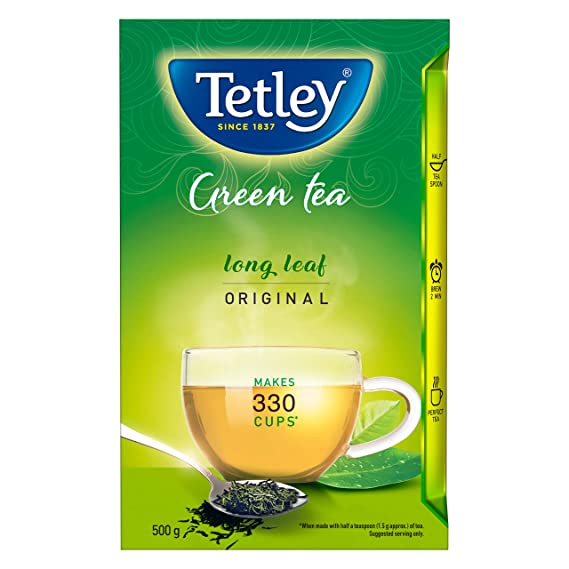 Tetley®
SINCE 1837
Green tea
long leaf
ORIGINAL
MAKES
330
CUPS*
500 g
*When made with half a teaspoon (1.5 g approx.) of tea.
Suggested serving only.
HALF
TEA
SPOON
BREW
2 MIN
PERFECT
TEA